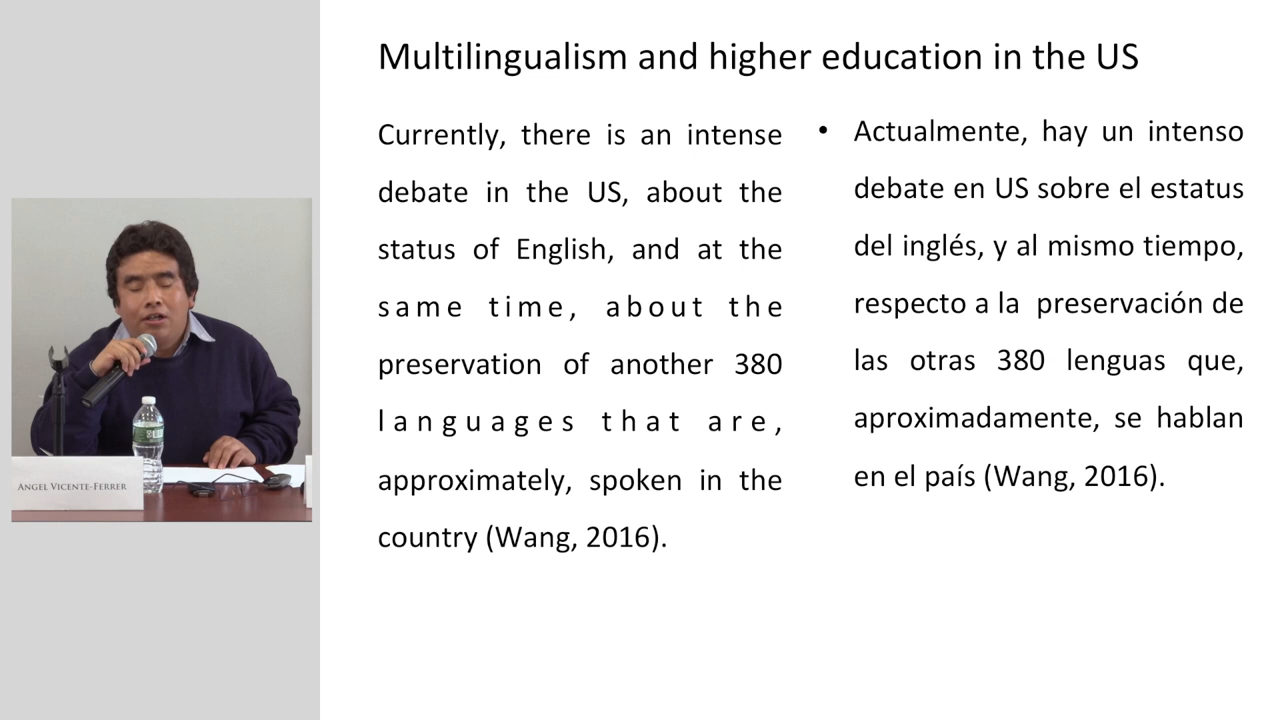 Multilingualism and higher education in the US
Currently, there is an intense
debate in the US, about the
status of English, and at the
same time, about the
preservation of another 380
languages that are,
approximately, spoken in the
country (Wang, 2016).
• Actualmente, hay un intenso
debate en US sobre el estatus
del inglés, y al mismo tiempo,
respecto a la preservación de
las otras 380 lenguas que,
aproximadamente, se hablan
en el país (Wang, 2016).
ANGEL VICENTE-FERRER